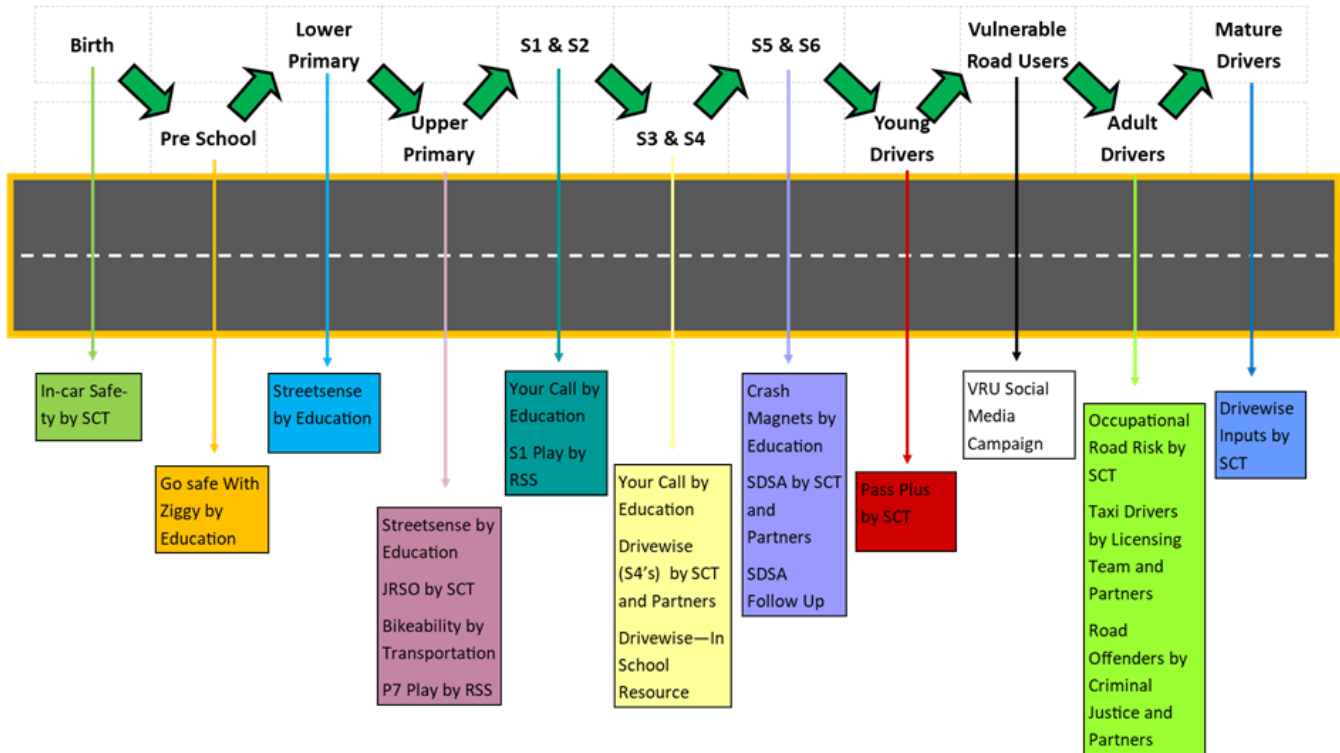 Birth
Pre School
Lower
Primary
Upper
Primary
S1 & S2
S3 & S4
S5 & S6
Young
Drivers
Vulnerable
Road Users
Adult
Drivers
Mature
Drivers
In-car Safe-
ty by SCT
Go safe With
Ziggy by
Education
Streetsense
by Education
Streetsense by
Education
JRSO by SCT
Bikeability by
Transportation
P7 Play by RSS
Your Call by
Education
S1 Play by
RSS
Your Call by
Education
Drivewise
(S4's) by SCT
and Partners
Drivewise—In
School
Resource
Crash
Magnets by
Education
SDSA by SCT
and
Partners
SDSA
Follow Up
Pass Plus
by SCT
VRU Social
Media
Campaign
Occupational
Road Risk by
SCT
Taxi Drivers
by Licensing
Team and
Partners
Road
Offenders by
Criminal
Justice and
Partners
Drivewise
Inputs by
SCT